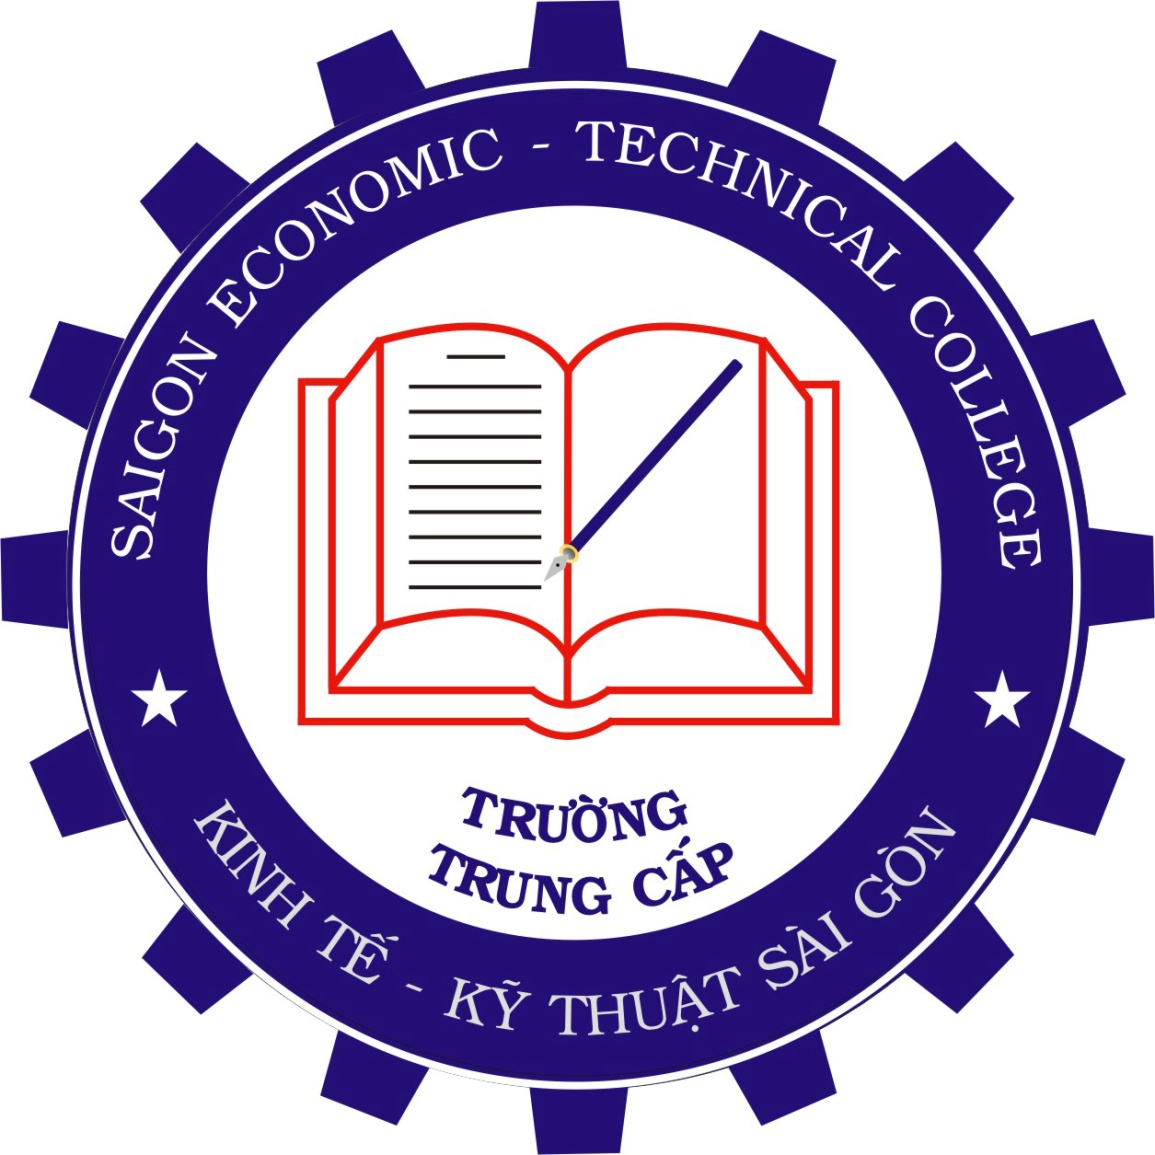 SAIGON ECONOMIC - TECHNICAL COLLEGE
TRƯỜNG
TRUNG CẤP
KINH TẾ - KỸ THUẬT SÀI GÒN